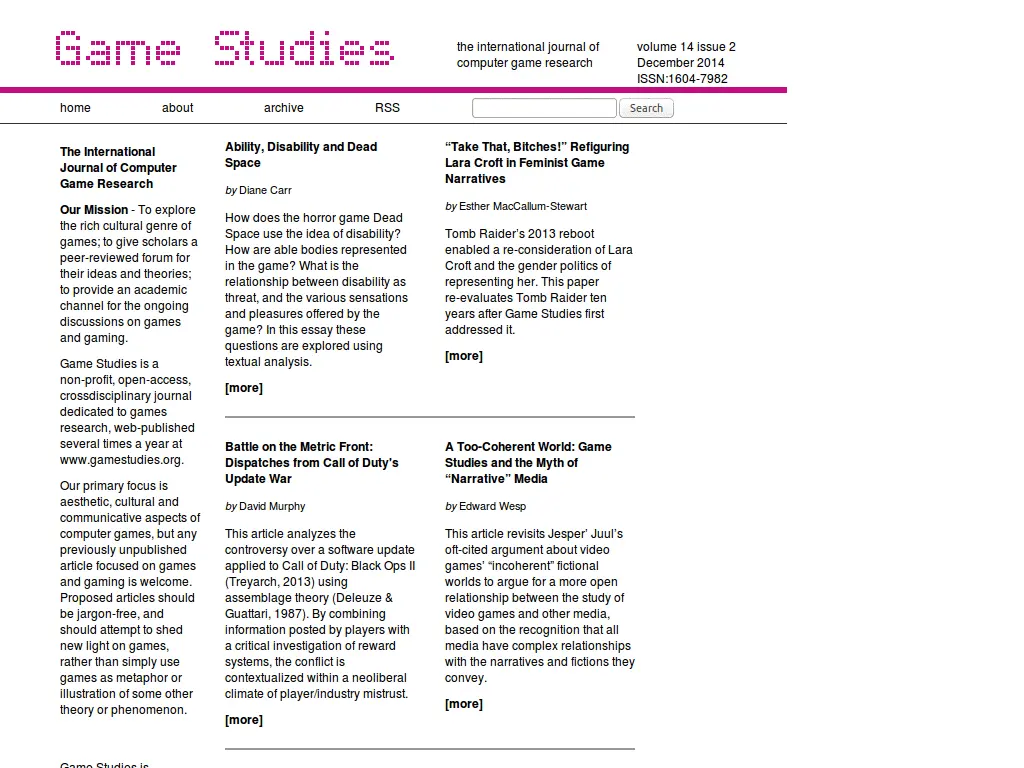 Game Studies
the international journal of
computer game research
volume 14 issue 2
December 2014
ISSN:1604-7982
home about archive RSS Search
The International
Journal of Computer
Game Research
Our Mission - To explore
the rich cultural genre of
games; to give scholars a
peer-reviewed forum for
their ideas and theories;
to provide an academic
channel for the ongoing
discussions on games
and gaming.
Game Studies is a
non-profit, open-access,
crossdisciplinary journal
dedicated to games
research, web-published
several times a year at
www.gamestudies.org.
Our primary focus is
aesthetic, cultural and
communicative aspects of
computer games, but any
previously unpublished
article focused on games
and gaming is welcome.
Proposed articles should
be jargon-free, and
should attempt to shed
new light on games,
rather than simply use
games as metaphor or
illustration of some other
theory or phenomenon.
Game Studies is
Ability, Disability and Dead
Space
by Diane Carr
How does the horror game Dead
Space use the idea of disability?
How are able bodies represented
in the game? What is the
relationship between disability as
threat, and the various sensations
and pleasures offered by the
game? In this essay these
questions are explored using
textual analysis.
[more]
“Take That, Bitches!” Refiguring
Lara Croft in Feminist Game
Narratives
by Esther MacCallum-Stewart
Tomb Raider’s 2013 reboot
enabled a re-consideration of Lara
Croft and the gender politics of
representing her. This paper
re-evaluates Tomb Raider ten
years after Game Studies first
addressed it.
[more]
Battle on the Metric Front:
Dispatches from Call of Duty's
Update War
by David Murphy
This article analyzes the
controversy over a software update
applied to Call of Duty: Black Ops II
(Treyarch, 2013) using
assemblage theory (Deleuze &
Guattari, 1987). By combining
information posted by players with
a critical investigation of reward
systems, the conflict is
contextualized within a neoliberal
climate of player/industry mistrust.
[more]
A Too-Coherent World: Game
Studies and the Myth of
“Narrative” Media
by Edward Wesp
This article revisits Jesper’ Juul’s
oft-cited argument about video
games’ “incoherent” fictional
worlds to argue for a more open
relationship between the study of
video games and other media,
based on the recognition that all
media have complex relationships
with the narratives and fictions they
convey.
[more]